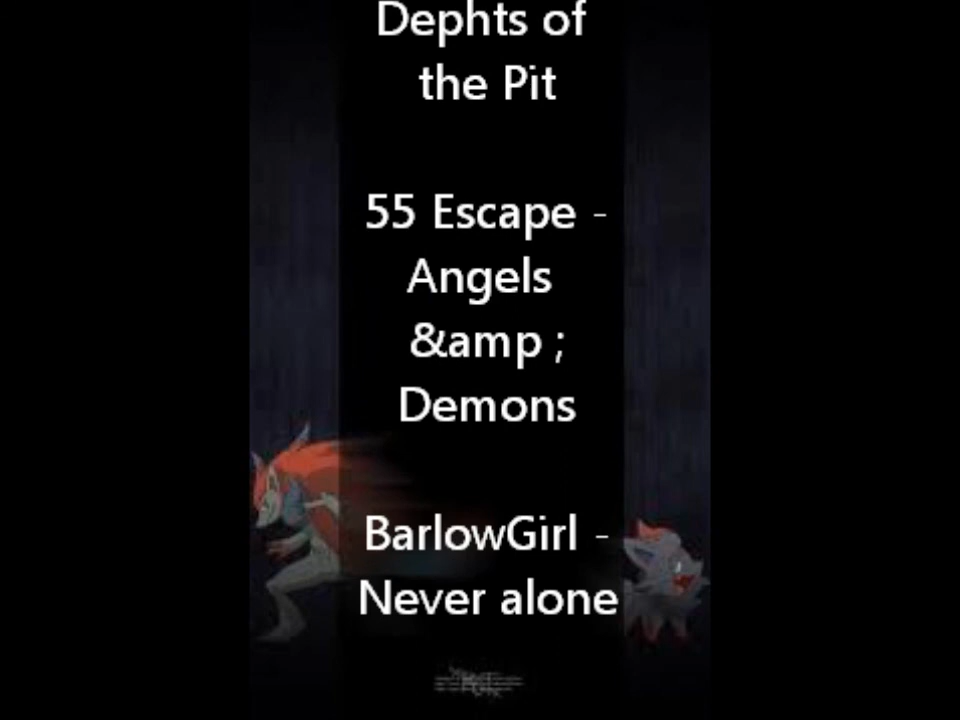 Dephts of
the Pit
55 Escape -
Angels
&amp ;
Demons
BarlowGirl -
Never alone